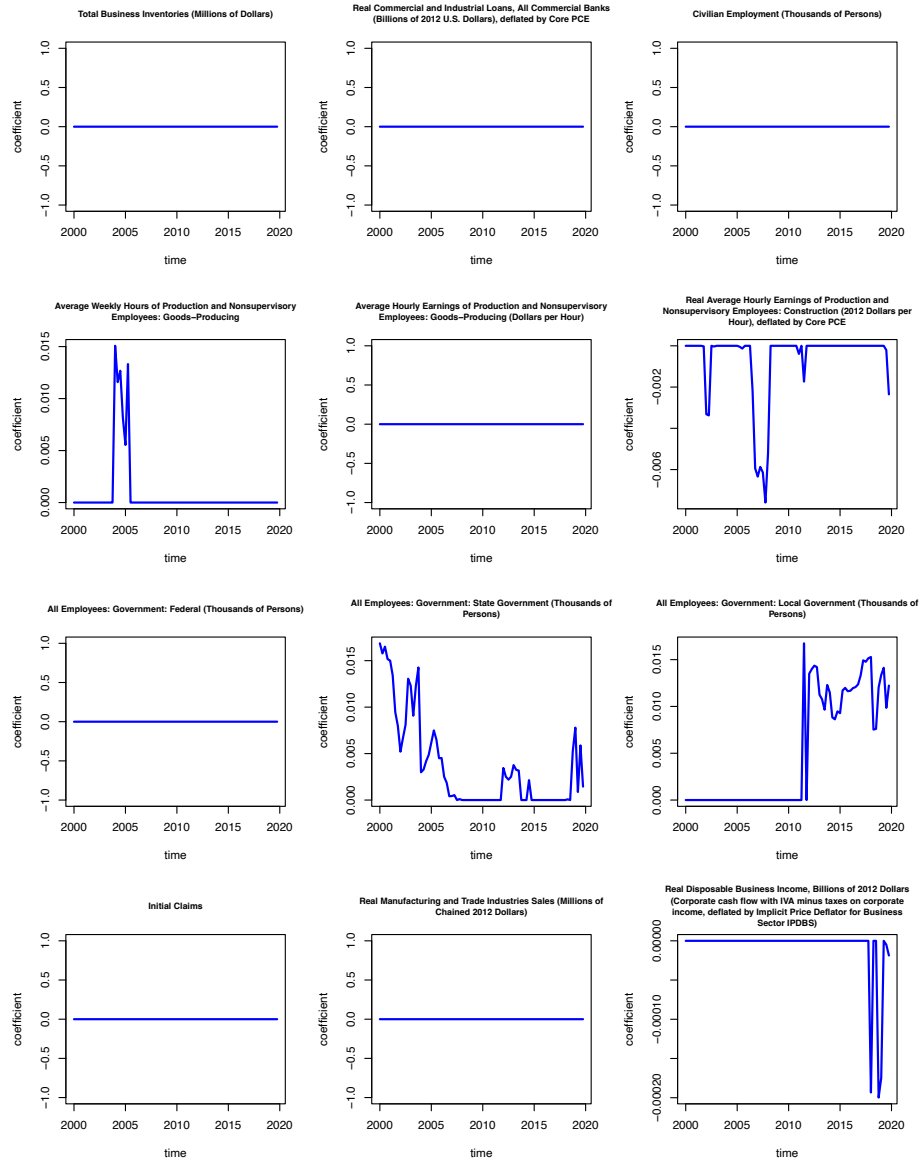 Total Business Inventories (Millions of Dollars)
coefficient
1.0
0.5
0.0
−0.5
−1.0
2000 2005 2010 2015 2020
time
Real Commercial and Industrial Loans, All Commercial Banks
(Billions of 2012 U.S. Dollars), deflated by Core PCE
coefficient
1.0
0.5
0.0
−0.5
−1.0
2000 2005 2010 2015 2020
time
Civilian Employment (Thousands of Persons)
coefficient
1.0
0.5
0.0
−0.5
−1.0
2000 2005 2010 2015 2020
time
Average Weekly Hours of Production and Nonsupervisory
Employees: Goods−Producing
coefficient
0.015
0.010
0.005
0.000
2000 2005 2010 2015 2020
time
Average Hourly Earnings of Production and Nonsupervisory
Employees: Goods−Producing (Dollars per Hour)
coefficient
1.0
0.5
0.0
−0.5
−1.0
2000 2005 2010 2015 2020
time
Real Average Hourly Earnings of Production and
Nonsupervisory Employees: Construction (2012 Dollars per
Hour), deflated by Core PCE
coefficient
−0.002
−0.006
2000 2005 2010 2015 2020
time
All Employees: Government: Federal (Thousands of Persons)
coefficient
1.0
0.5
0.0
−0.5
−1.0
2000 2005 2010 2015 2020
time
All Employees: Government: State Government (Thousands of
Persons)
coefficient
0.015
0.010
0.005
0.000
2000 2005 2010 2015 2020
time
All Employees: Government: Local Government (Thousands of
Persons)
coefficient
0.015
0.010
0.005
0.000
2000 2005 2010 2015 2020
time
Initial Claims
coefficient
1.0
0.5
0.0
−0.5
−1.0
2000 2005 2010 2015 2020
time
Real Manufacturing and Trade Industries Sales (Millions of
Chained 2012 Dollars)
coefficient
1.0
0.5
0.0
−0.5
−1.0
2000 2005 2010 2015 2020
time
Real Disposable Business Income, Billions of 2012 Dollars
(Corporate cash flow with IVA minus taxes on corporate
income, deflated by Implicit Price Deflator for Business
Sector IPDBS)
coefficient
0.00000
−0.00010
−0.00020
2000 2005 2010 2015 2020
time